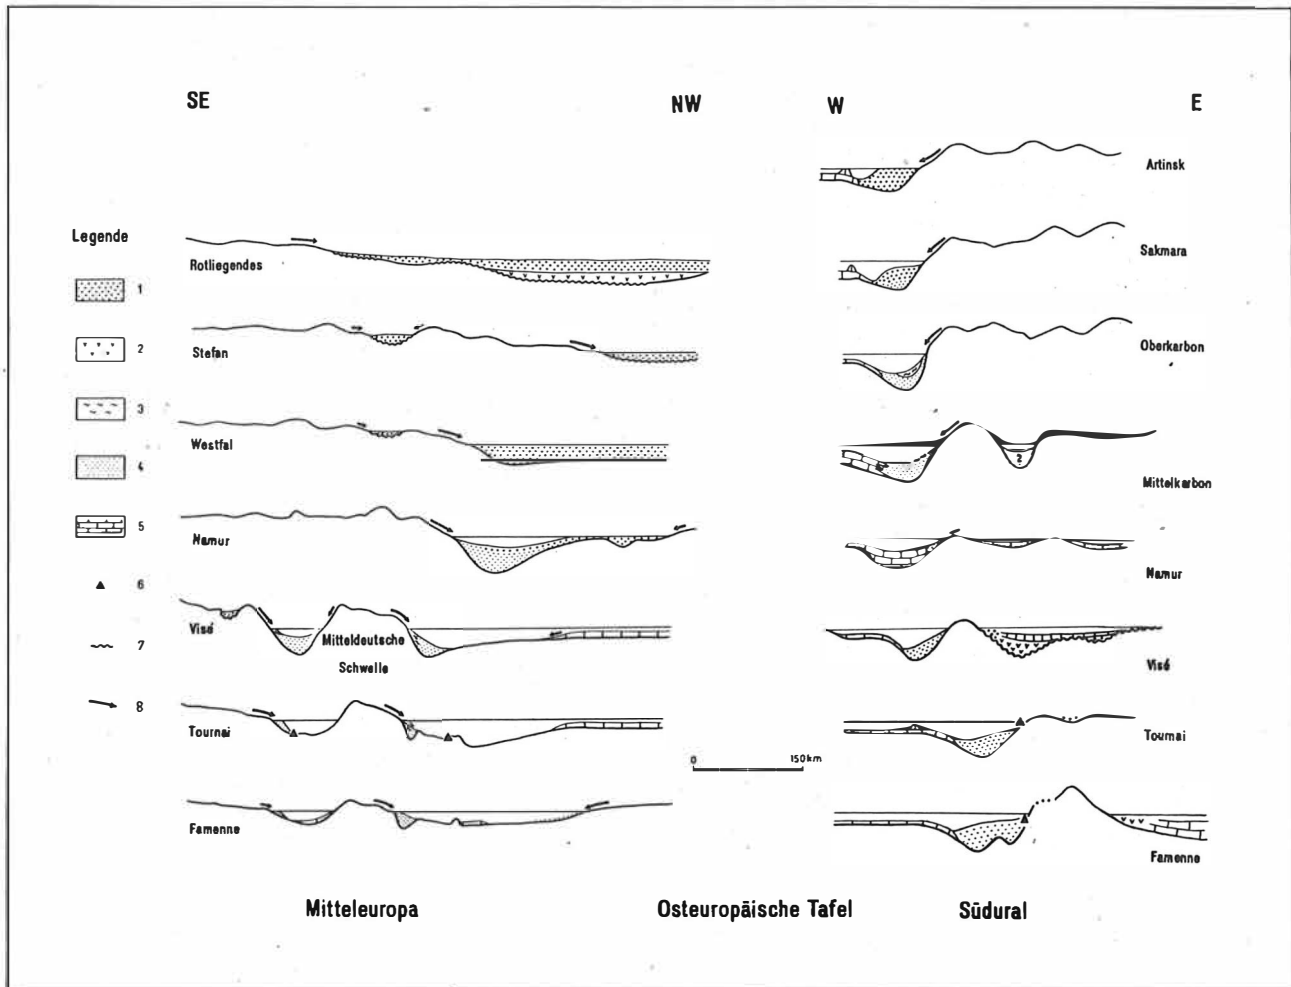 SE
NW
W
E
Legende
1
2
3
4
5
6
7
8
Rotliegendes
Stefan
Westfal
Namur
Visé
Mitteldeutsche
Schwelle
Tournai
Famenne
0 150km
Artinsk
Sakmara
Oberkarbon
?
Mittelkarbon
Namur
Visé
Tournai
Famenne
Mitteleuropa
Osteuropäische Tafel
Südural